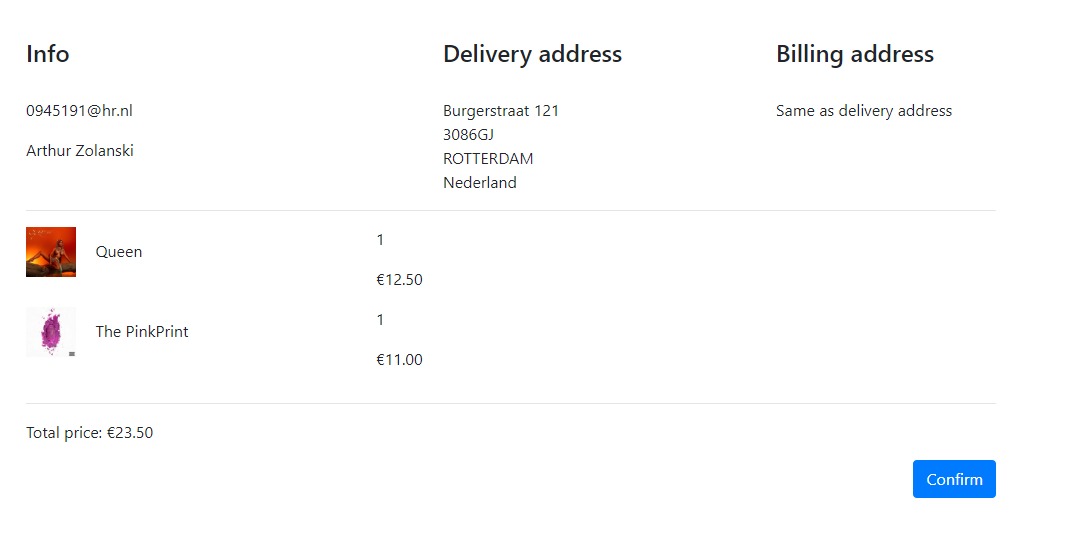 Info
Delivery address
Billing address
0945191@hr.nl
Arthur Zolanski
Burgerstraat 121
3086GJ
ROTTERDAM
Nederland
Same as delivery address
Queen
1
€12.50
The PinkPrint
1
€11.00
Total price: €23.50
Confirm